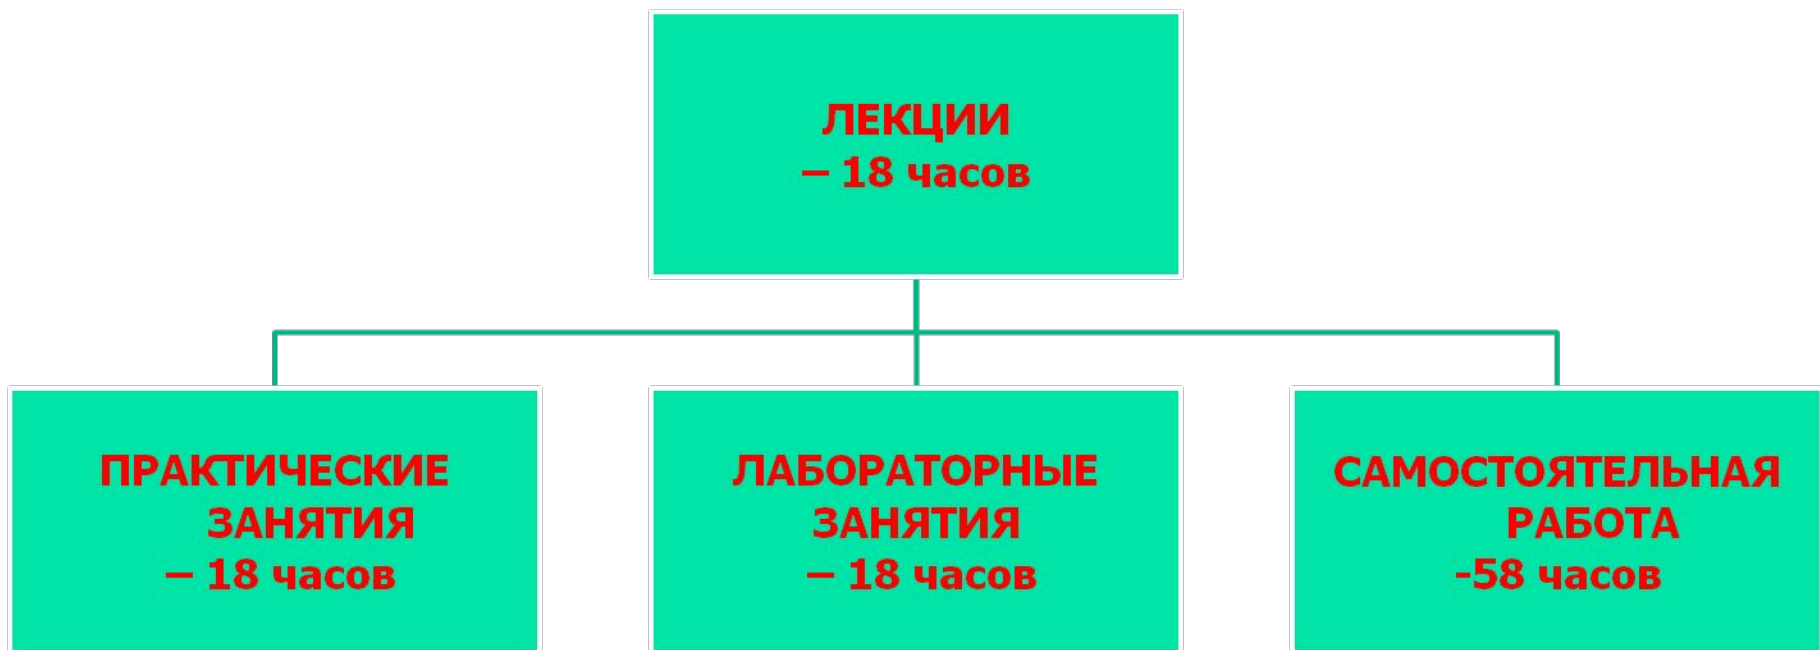 ЛЕКЦИИ
– 18 часов
ПРАКТИЧЕСКИЕ
ЗАНЯТИЯ
– 18 часов
ЛАБОРАТОРНЫЕ
ЗАНЯТИЯ
– 18 часов
САМОСТОЯТЕЛЬНАЯ
РАБОТА
-58 часов